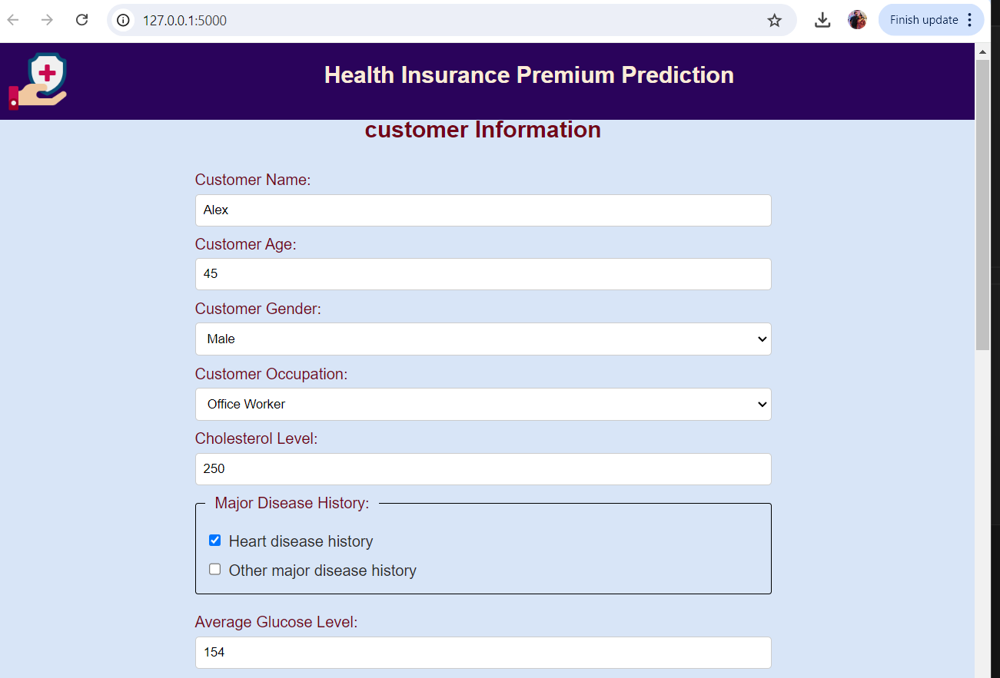 127.0.0.1:5000
Finish update
Health Insurance Premium Prediction
customer Information
Customer Name:
Alex
Customer Age:
45
Customer Gender:
Male
Customer Occupation:
Office Worker
Cholesterol Level:
250
Major Disease History:
Heart disease history
Other major disease history
Average Glucose Level:
154